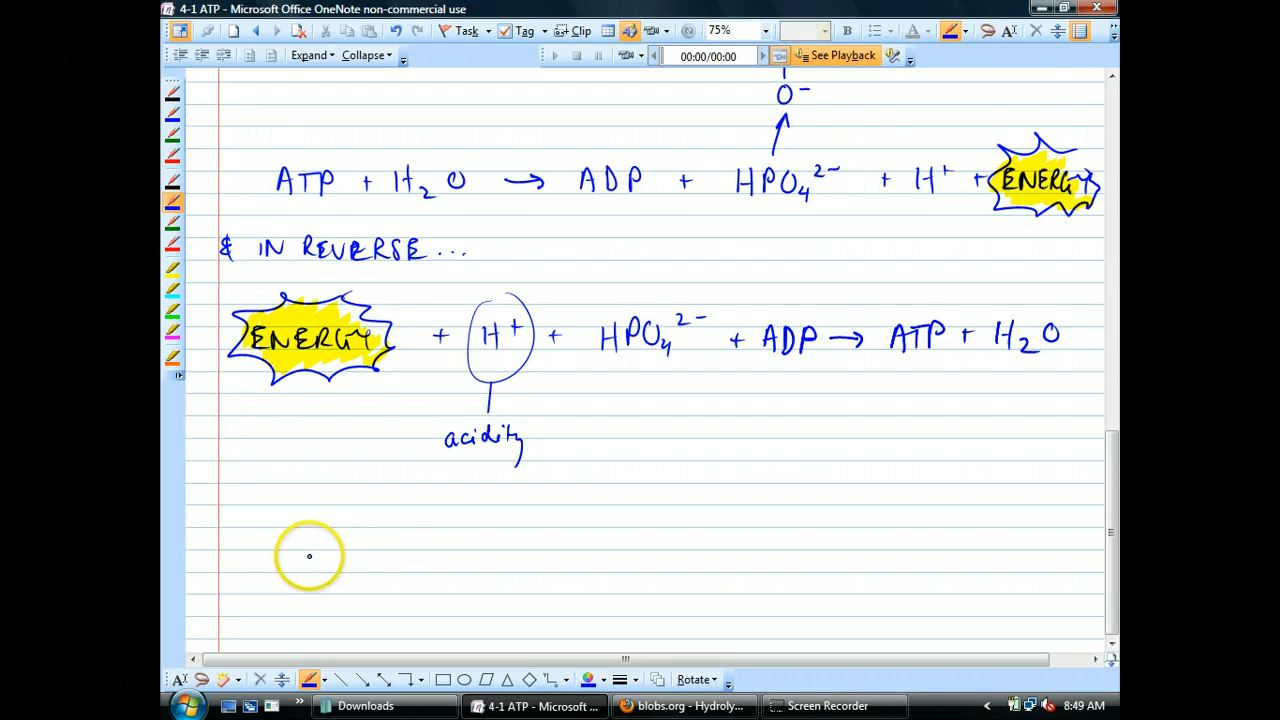 4-1 ATP - Microsoft Office OneNote non-commercial use
Task Tag Clip 75% B A
Expand Collapse 00:00/00:00 See Playback
O−
ATP + H₂O → ADP + HPO₄²⁻ + H⁺ + ENERGY
& IN REVERSE...
ENERGY + H⁺ + HPO₄²⁻ + ADP → ATP + H₂O
acidity
Rotate
Downloads 4-1 ATP - Microsoft ... blobs.org - Hydroly... Screen Recorder 8:49 AM